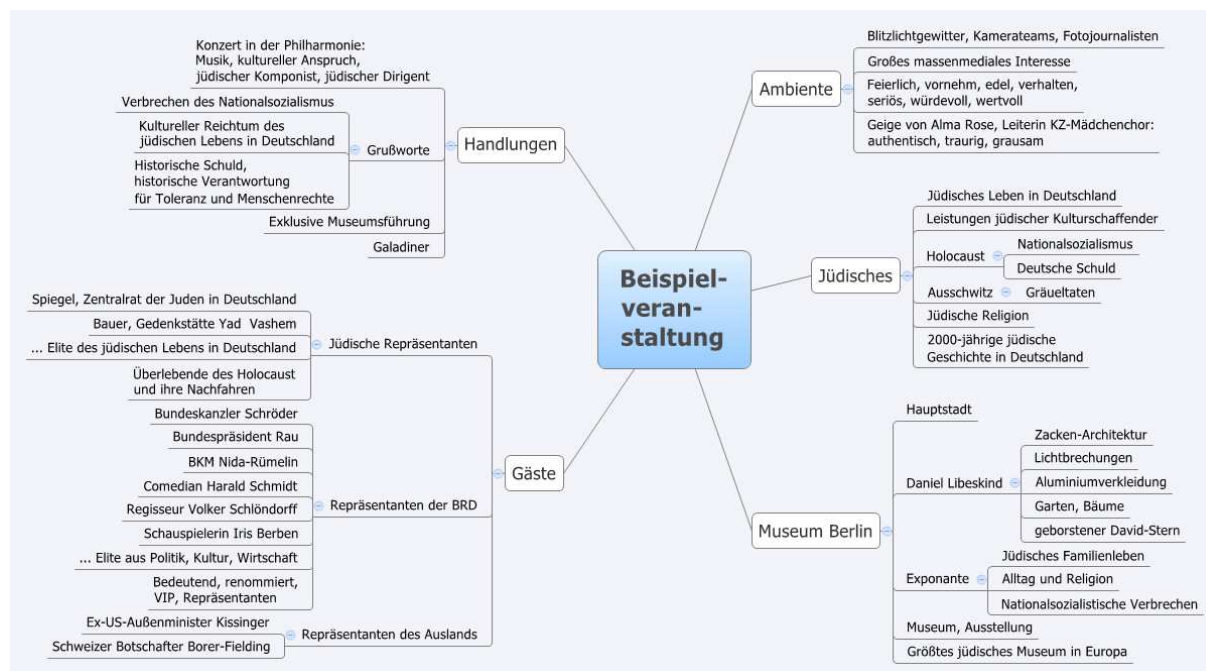 Beispiel-
veran-
staltung
Handlungen
Konzert in der Philharmonie:
Musik, kultureller Anspruch,
jüdischer Komponist, jüdischer Dirigent
Grußworte
Verbrechen des Nationalsozialismus
Kultureller Reichtum des
jüdischen Lebens in Deutschland
Historische Schuld,
historische Verantwortung
für Toleranz und Menschenrechte
Exklusive Museumsführung
Galadiner
Gäste
Jüdische Repräsentanten
Spiegel, Zentralrat der Juden in Deutschland
Bauer, Gedenkstätte Yad Vashem
... Elite des jüdischen Lebens in Deutschland
Überlebende des Holocaust
und ihre Nachfahren
Repräsentanten der BRD
Bundeskanzler Schröder
Bundespräsident Rau
BKM Nida-Rümelin
Comedian Harald Schmidt
Regisseur Volker Schlöndorff
Schauspielerin Iris Berben
... Elite aus Politik, Kultur, Wirtschaft
Bedeutend, renommiert,
VIP, Repräsentanten
Repräsentanten des Auslands
Ex-US-Außenminister Kissinger
Schweizer Botschafter Borer-Fielding
Ambiente
Blitzlichtgewitter, Kamerateams, Fotojournalisten
Großes massenmediales Interesse
Feierlich, vornehm, edel, verhalten,
seriös, würdevoll, wertvoll
Geige von Alma Rose, Leiterin KZ-Mädchenchor:
authentisch, traurig, grausam
Jüdisches
Jüdisches Leben in Deutschland
Leistungen jüdischer Kulturschaffender
Holocaust
Nationalsozialismus
Deutsche Schuld
Ausschwitz
Gräueltaten
Jüdische Religion
2000-jährige jüdische
Geschichte in Deutschland
Museum Berlin
Hauptstadt
Daniel Libeskind
Zacken-Architektur
Lichtbrechungen
Aluminiumverkleidung
Garten, Bäume
geborstener David-Stern
Exponante
Jüdisches Familienleben
Alltag und Religion
Nationalsozialistische Verbrechen
Museum, Ausstellung
Größtes jüdisches Museum in Europa